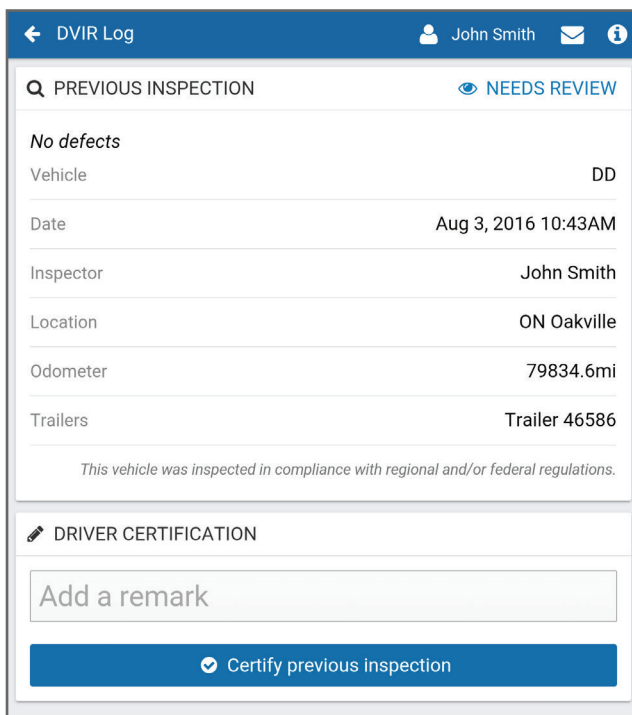 DVIR Log John Smith
PREVIOUS INSPECTION NEEDS REVIEW
No defects
Vehicle DD
Date Aug 3, 2016 10:43AM
Inspector John Smith
Location ON Oakville
Odometer 79834.6mi
Trailers Trailer 46586
This vehicle was inspected in compliance with regional and/or federal regulations.
DRIVER CERTIFICATION
Add a remark
Certify previous inspection